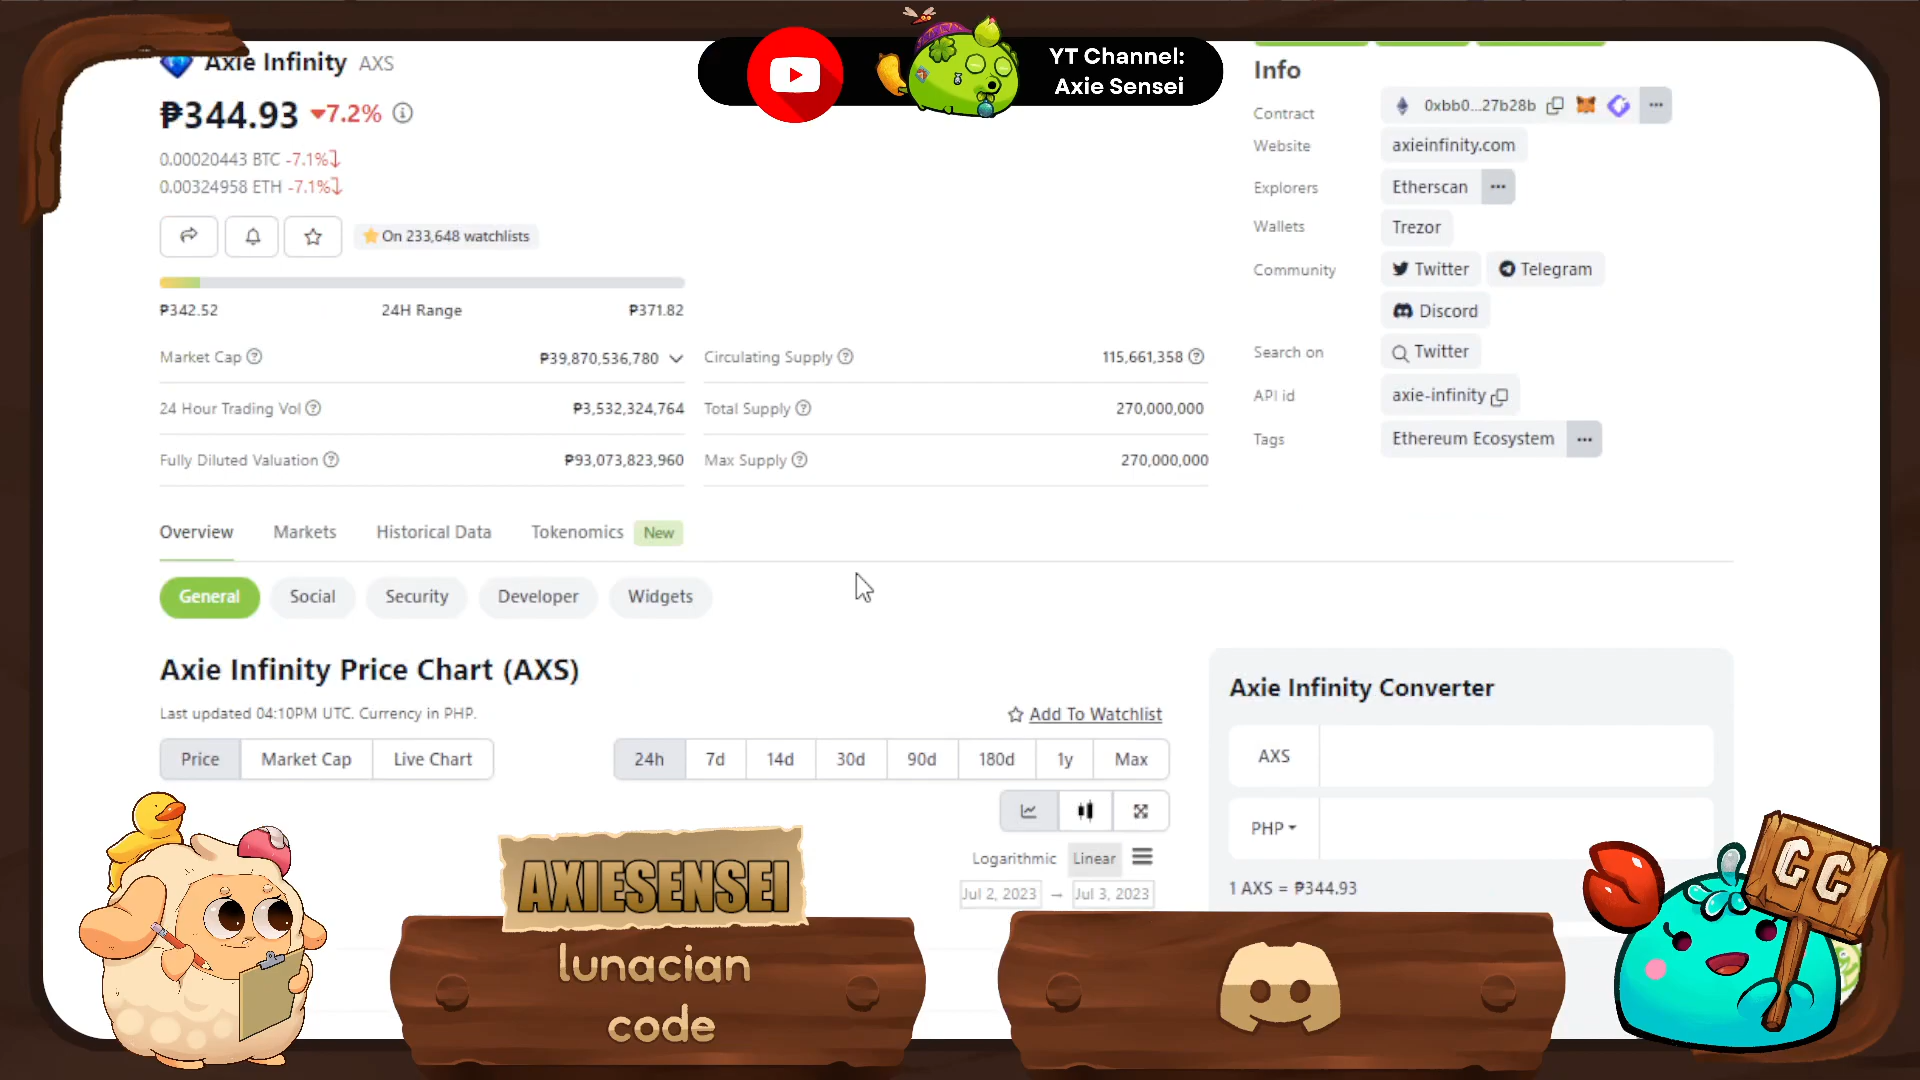 YT Channel:
Axie Sensei
Axie Infinity AXS
₱344.93 7.2%
0.00020443 BTC -7.1%
0.00324958 ETH -7.1%
On 233,648 watchlists
₱342.52 24H Range ₱371.82
Market Cap ₱39,870,536,780
24 Hour Trading Vol ₱3,532,324,764
Fully Diluted Valuation ₱93,073,823,960
Circulating Supply 115,661,358
Total Supply 270,000,000
Max Supply 270,000,000
Info
Contract 0xbb0...27b28b
Website axieinfinity.com
Explorers Etherscan
Wallets Trezor
Community Twitter Telegram
Discord
Search on Twitter
API id axie-infinity
Tags Ethereum Ecosystem
Overview Markets Historical Data Tokenomics New
General Social Security Developer Widgets
Axie Infinity Price Chart (AXS)
Last updated 04:10PM UTC. Currency in PHP.
Add To Watchlist
Price Market Cap Live Chart
24h 7d 14d 30d 90d 180d 1y Max
Logarithmic Linear
Jul 2, 2023 → Jul 3, 2023
Axie Infinity Converter
AXS
PHP
1 AXS = ₱344.93
AXIESENSEI
lunacian
code
CC